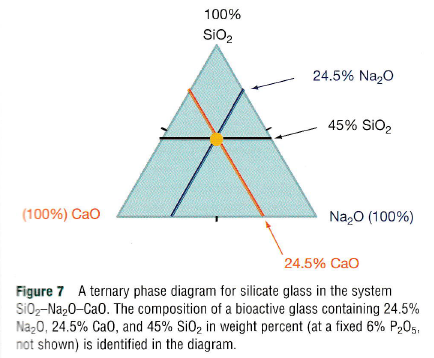 100%
SiO₂
24.5% Na₂O
45% SiO₂
(100%) CaO
Na₂O (100%)
24.5% CaO
Figure 7 A ternary phase diagram for silicate glass in the system
SiO₂–Na₂O–CaO. The composition of a bioactive glass containing 24.5%
Na₂O, 24.5% CaO, and 45% SiO₂ in weight percent (at a fixed 6% P₂O₅,
not shown) is identified in the diagram.